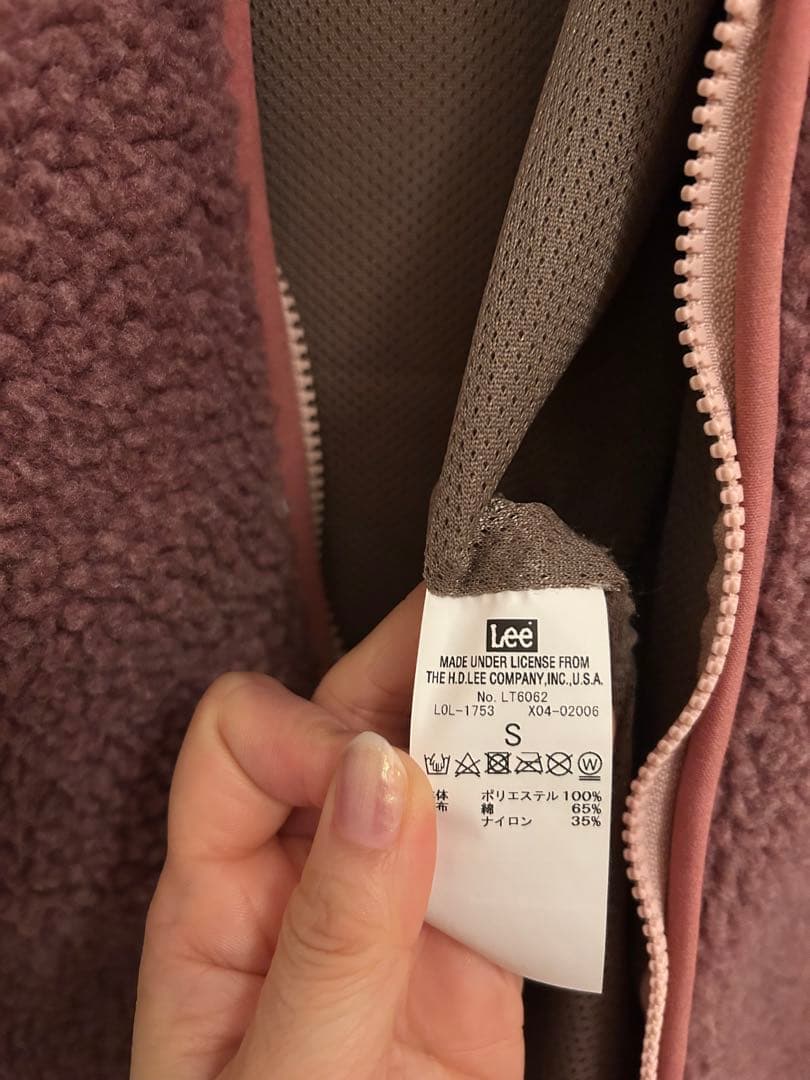 Lee
MADE UNDER LICENSE FROM
THE H.D.LEE COMPANY,INC.,U.S.A.
No. LT6062
LOL-1753 X04-02006
S
W
体 ポリエステル 100%
布 綿 65%
ナイロン 35%